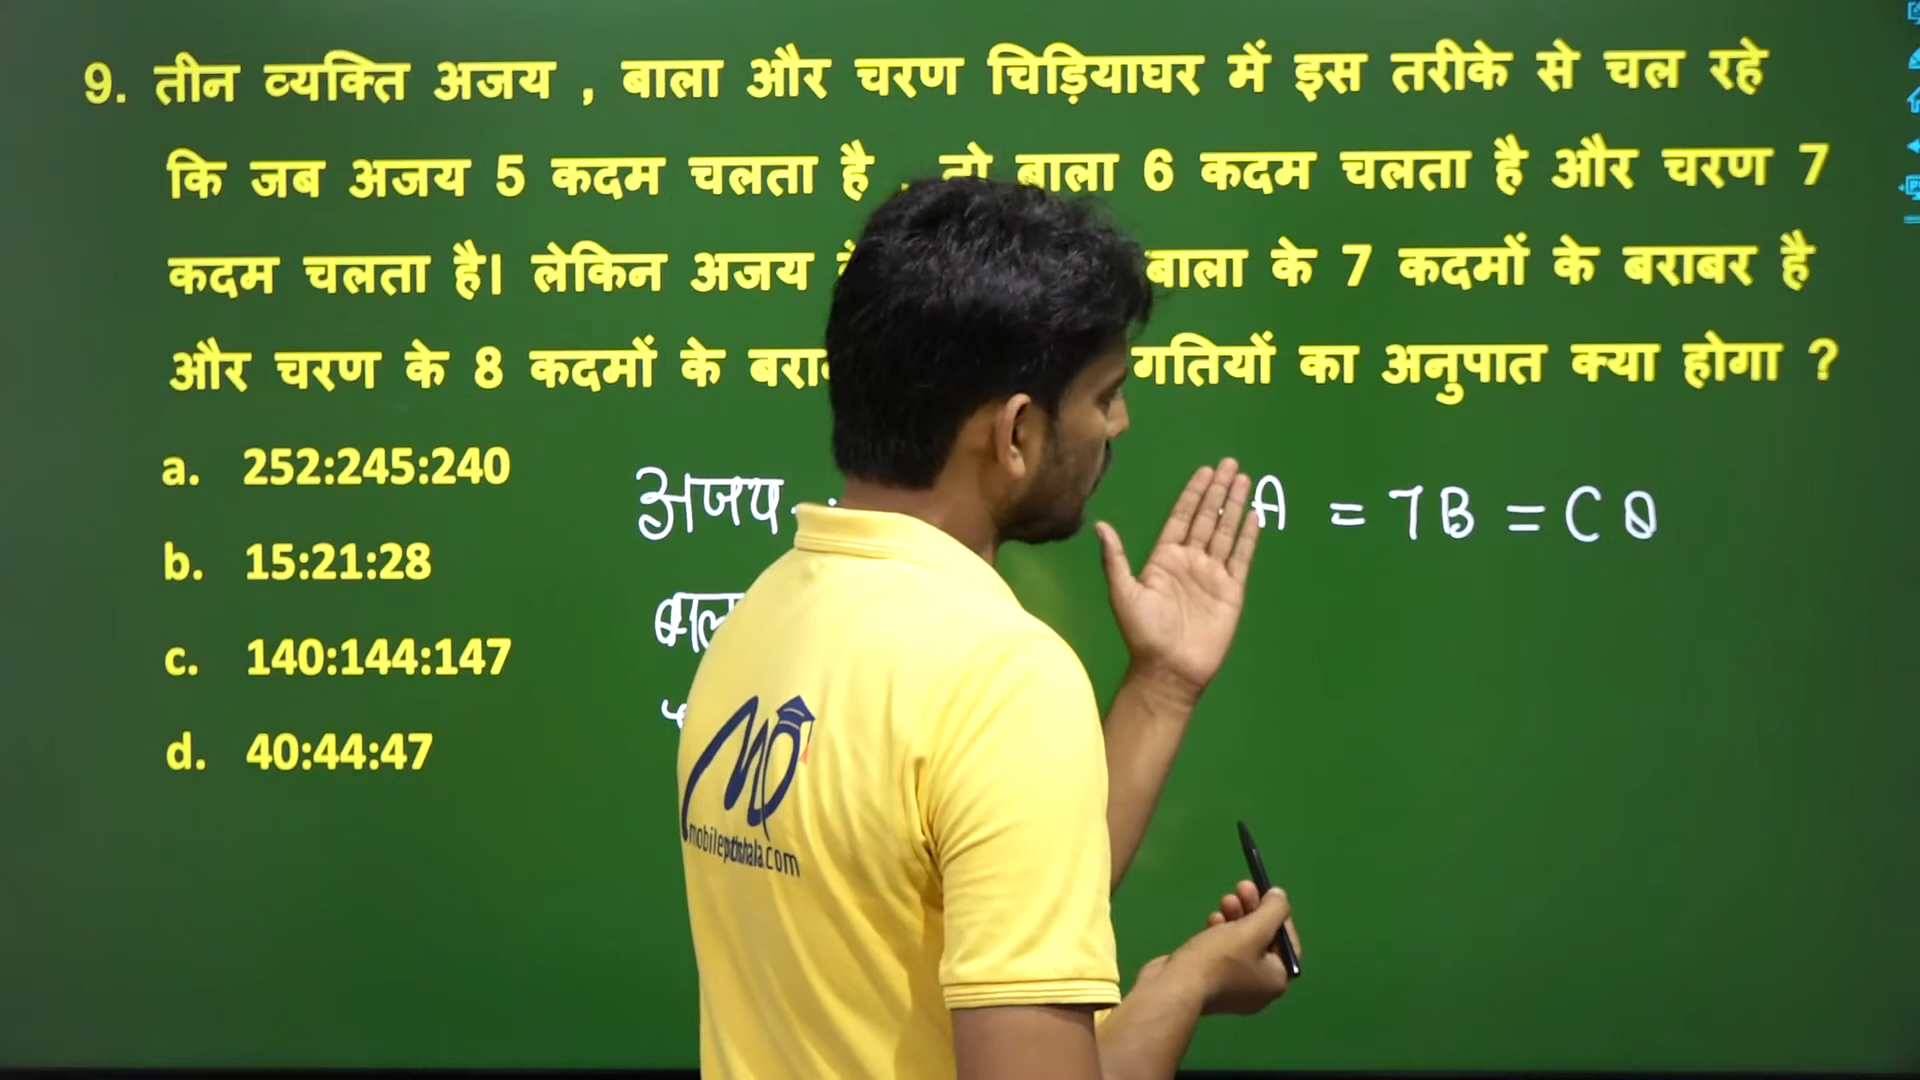 9. तीन व्यक्ति अजय , बाला और चरण चिड़ियाघर में इस तरीके से चल रहे
कि जब अजय 5 कदम चलता है , तो बाला 6 कदम चलता है और चरण 7
कदम चलता है। लेकिन अजय बाला के 7 कदमों के बराबर है
और चरण के 8 कदमों के गतियों का अनुपात क्या होगा ?
a. 252:245:240
b. 15:21:28
c. 140:144:147
d. 40:44:47
अजय
A = 7B = C
mobilepathshala.com